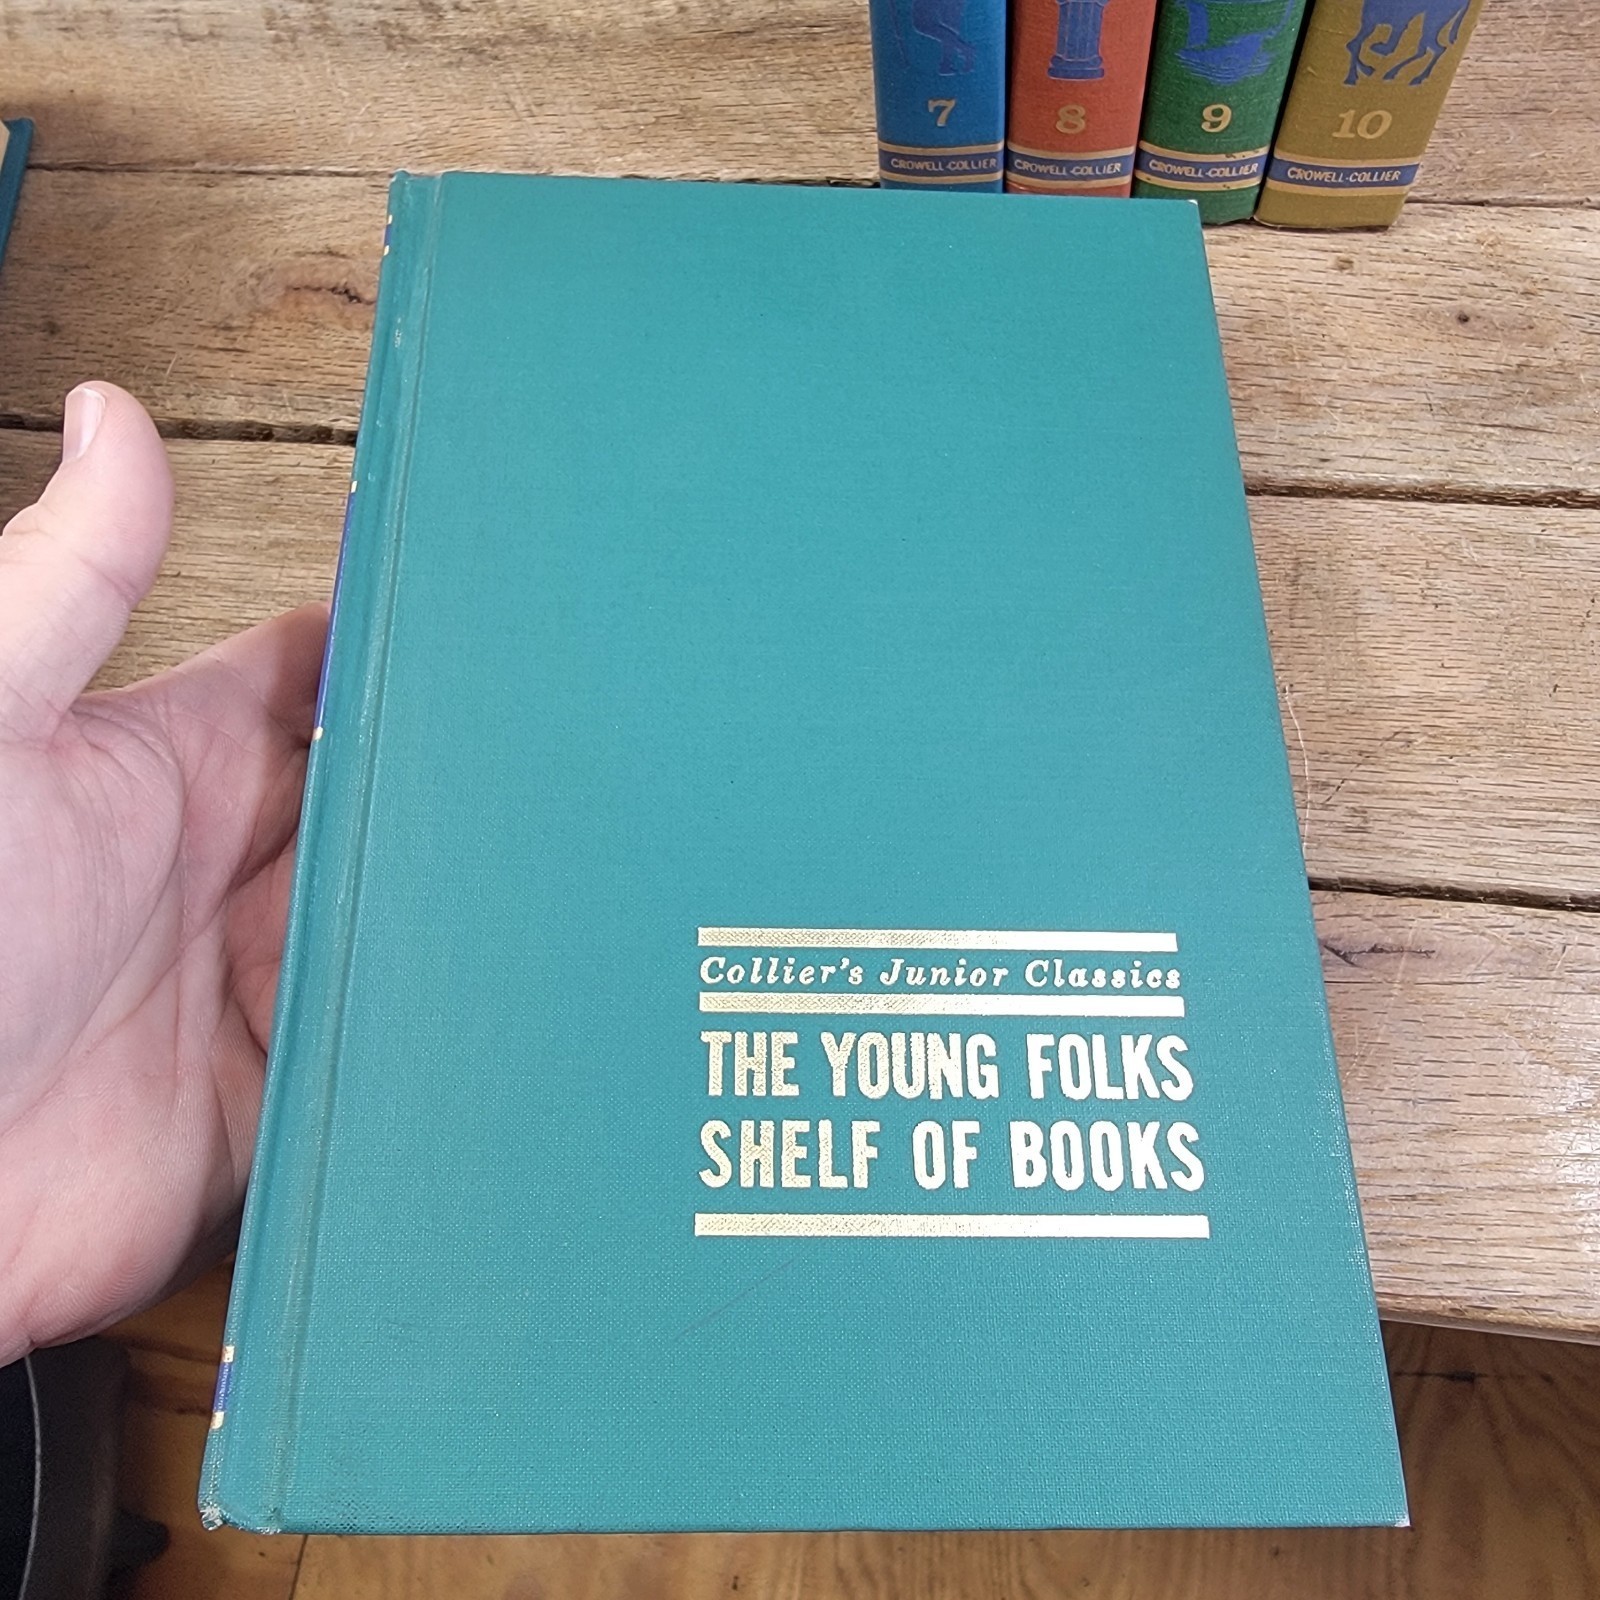 7
8
9
10
CROWELL-COLLIER
CROWELL-COLLIER
CROWELL-COLLIER
CROWELL-COLLIER
Collier's Junior Classics
THE YOUNG FOLKS
SHELF OF BOOKS